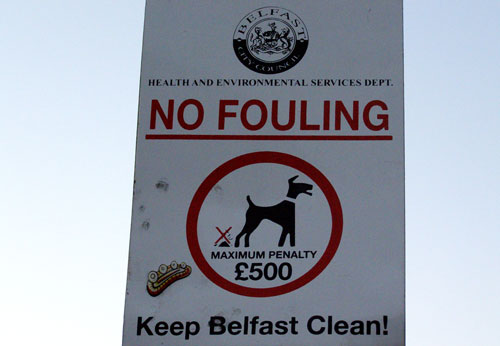 BELFAST
CITY COUNCIL
HEALTH AND ENVIRONMENTAL SERVICES DEPT.
NO FOULING
MAXIMUM PENALTY
£500
Keep Belfast Clean!